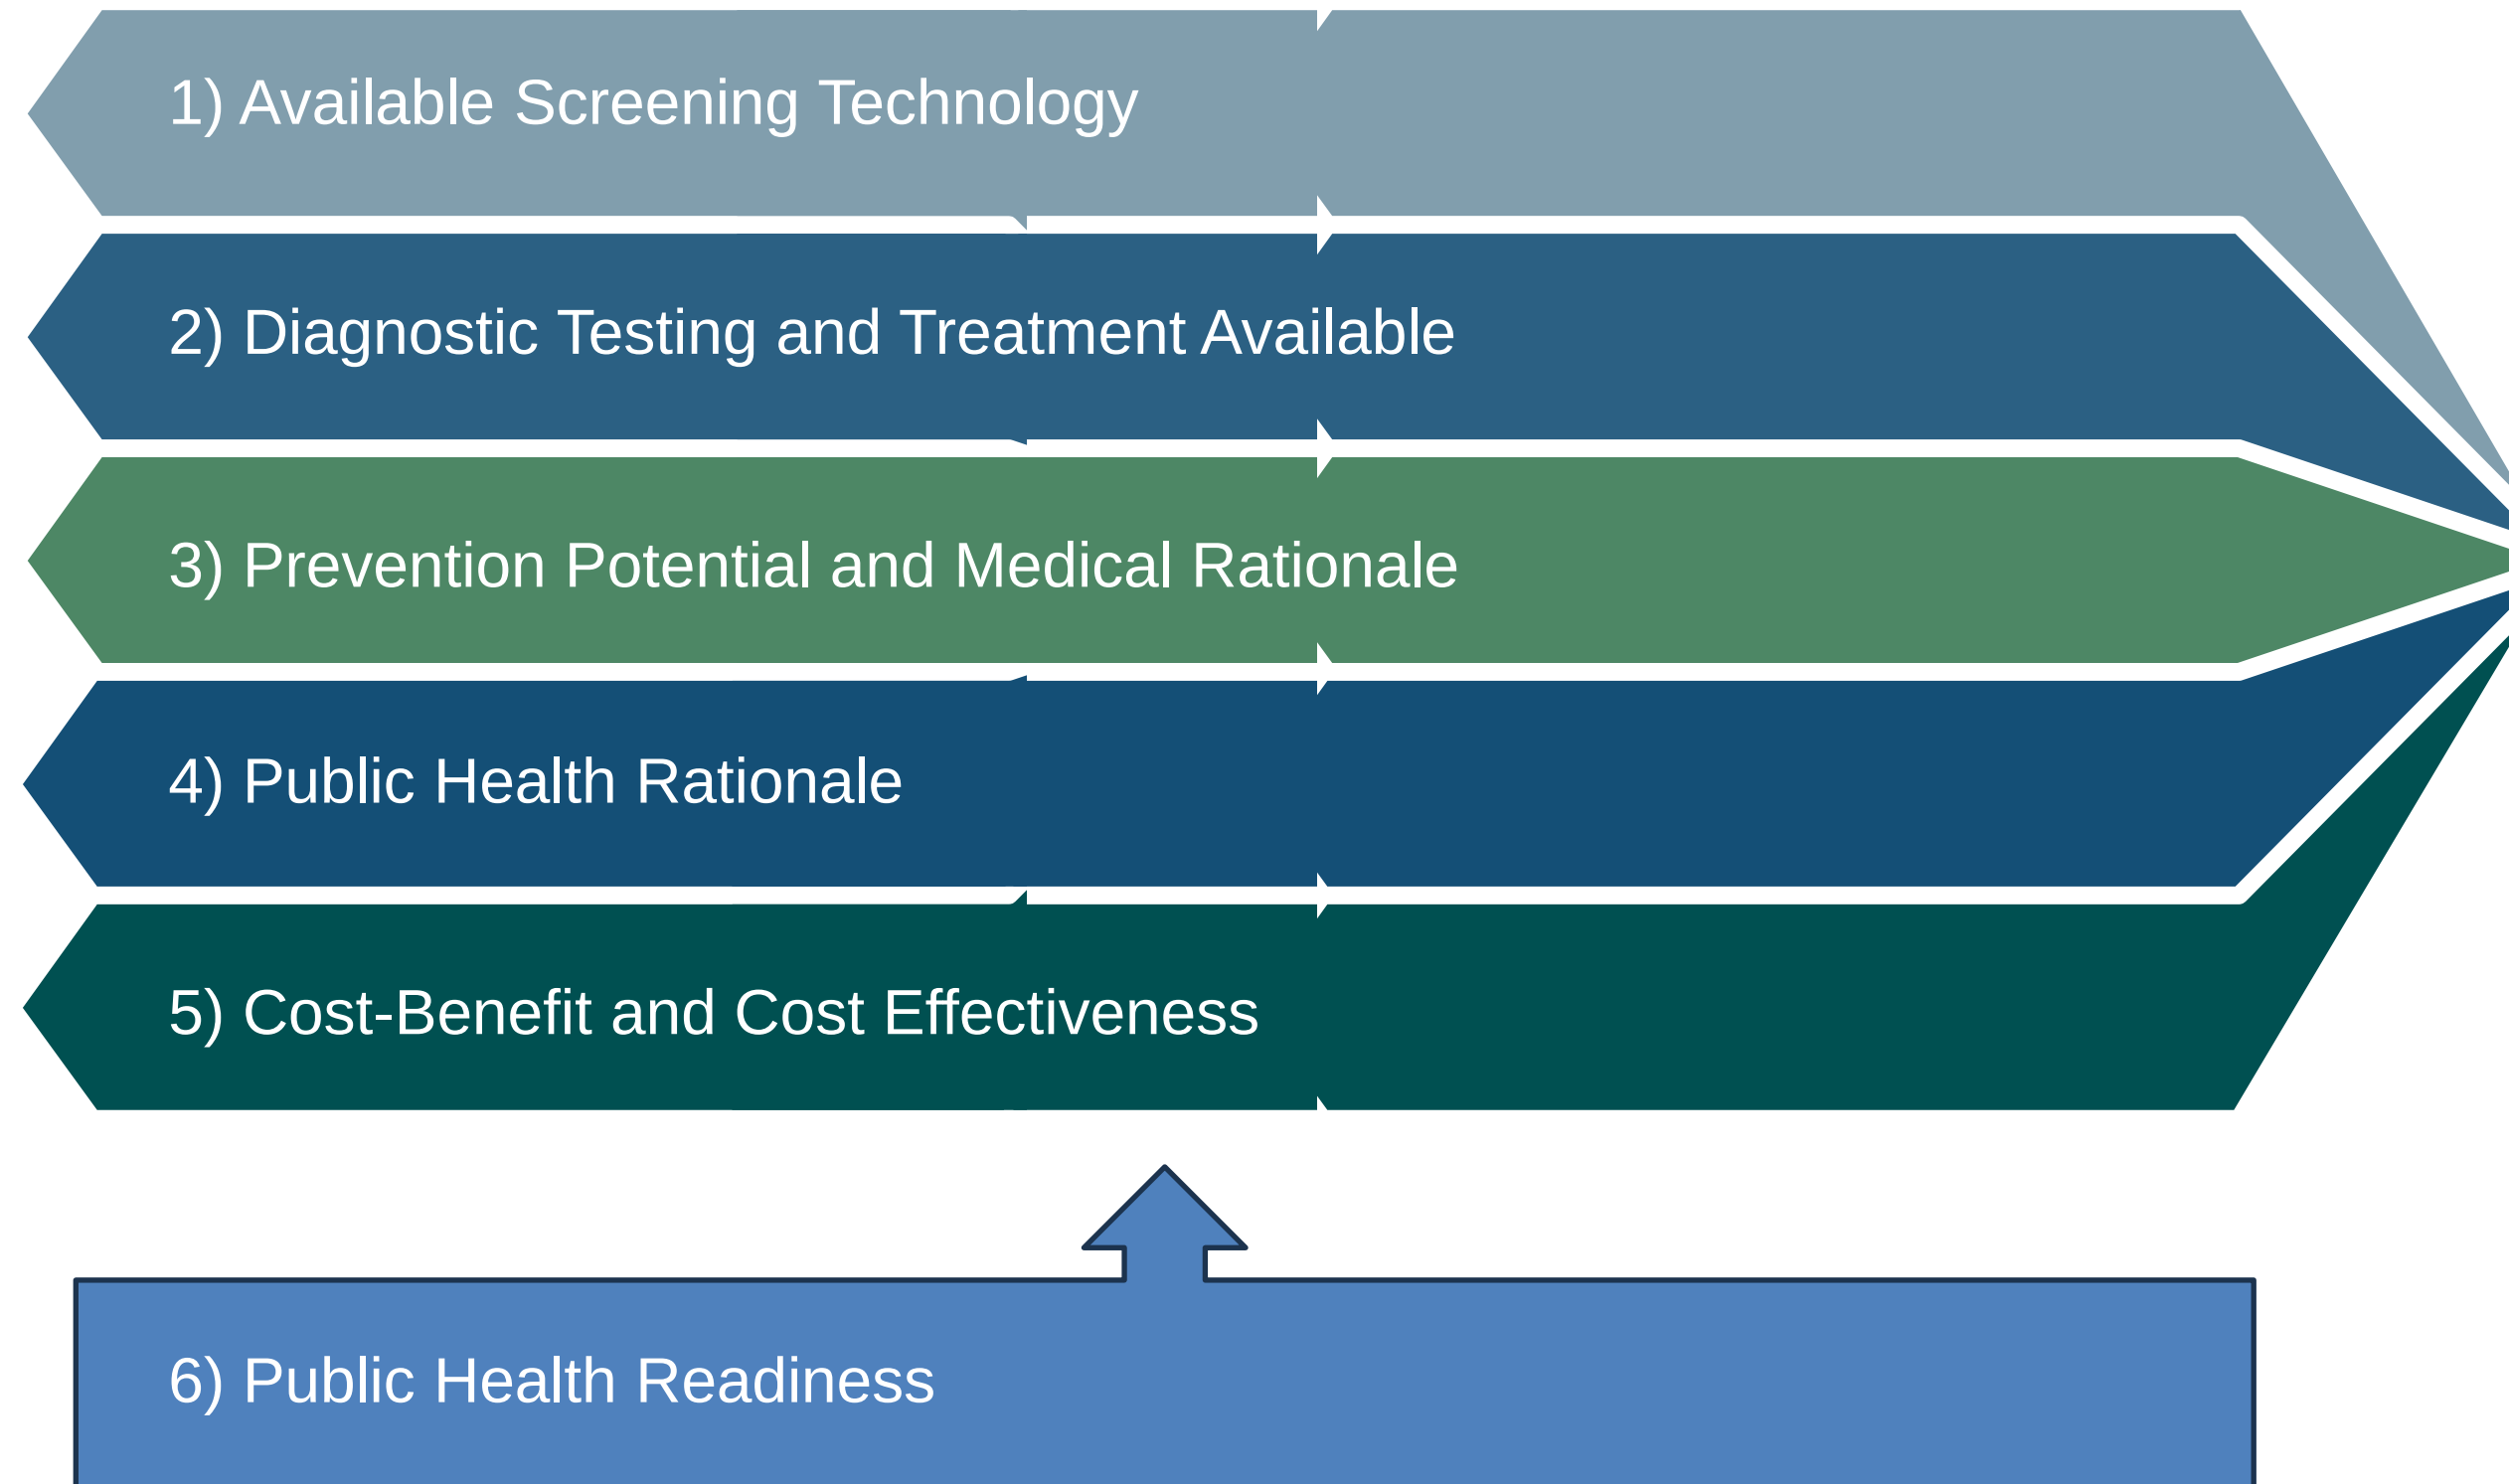 1) Available Screening Technology
2) Diagnostic Testing and Treatment Available
3) Prevention Potential and Medical Rationale
4) Public Health Rationale
5) Cost-Benefit and Cost Effectiveness
6) Public Health Readiness